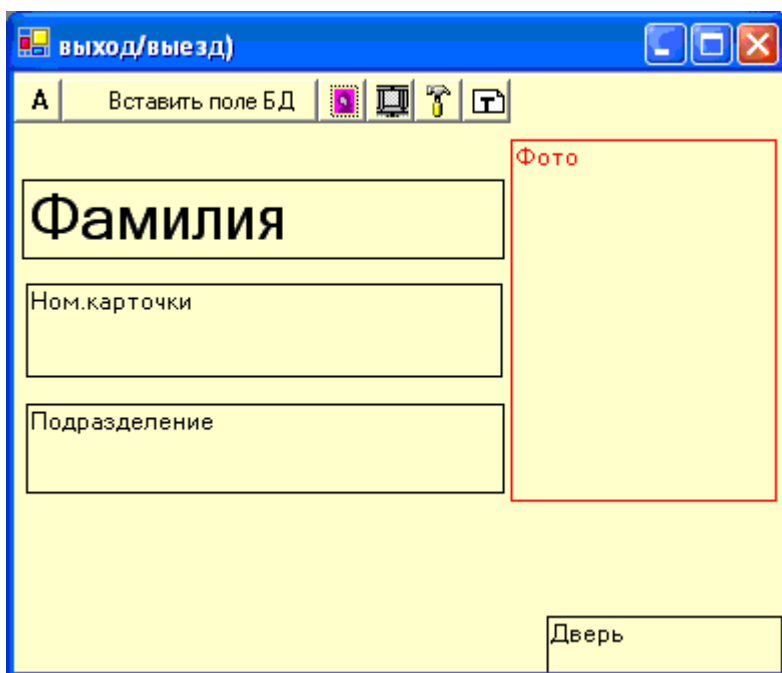 выход/выезд)
A Вставить поле БД T
Фото
Фамилия
Ном.карточки
Подразделение
Дверь